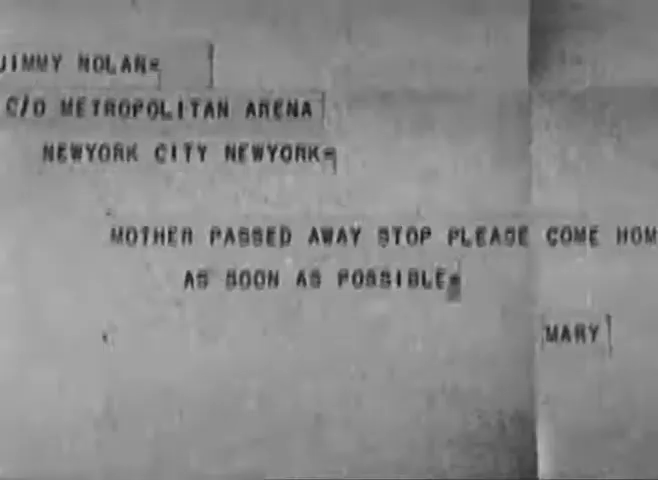 JIMMY NOLAN=
C/O METROPOLITAN ARENA
NEWYORK CITY NEWYORK=
MOTHER PASSED AWAY STOP PLEASE COME HOM
AS SOON AS POSSIBLE=
MARY